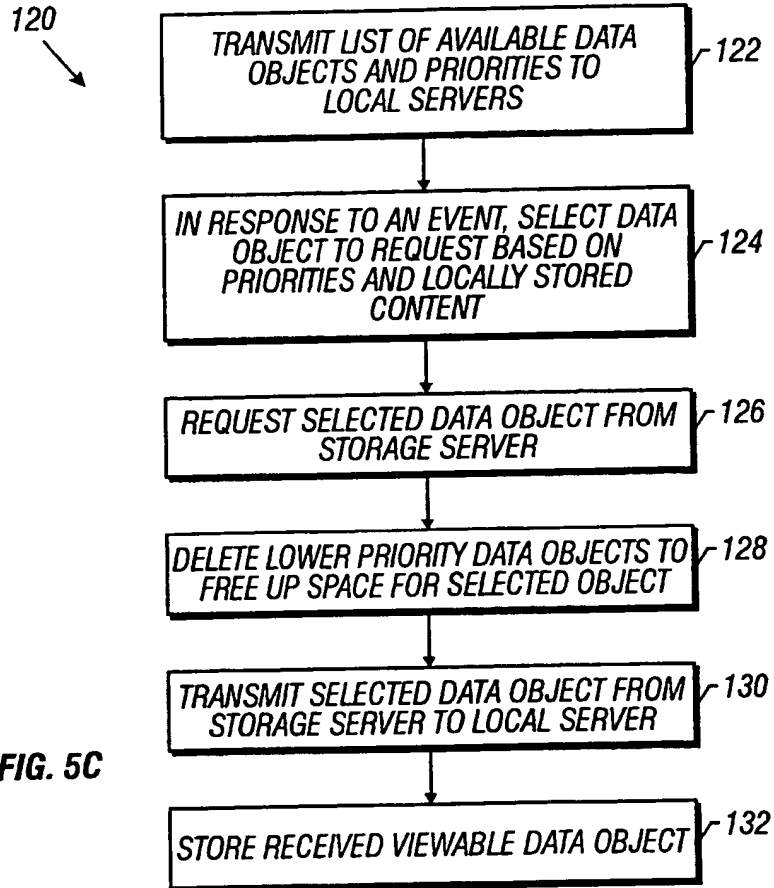 120
TRANSMIT LIST OF AVAILABLE DATA
OBJECTS AND PRIORITIES TO
LOCAL SERVERS
122
IN RESPONSE TO AN EVENT, SELECT DATA
OBJECT TO REQUEST BASED ON
PRIORITIES AND LOCALLY STORED
CONTENT
124
REQUEST SELECTED DATA OBJECT FROM
STORAGE SERVER
126
DELETE LOWER PRIORITY DATA OBJECTS TO
FREE UP SPACE FOR SELECTED OBJECT
128
TRANSMIT SELECTED DATA OBJECT FROM
STORAGE SERVER TO LOCAL SERVER
130
FIG. 5C
STORE RECEIVED VIEWABLE DATA OBJECT
132